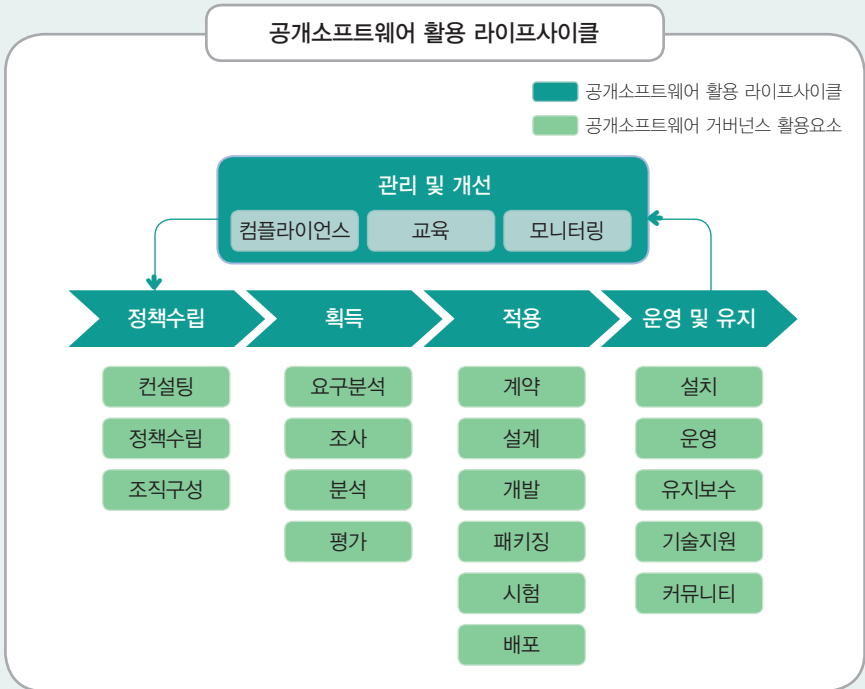 공개소프트웨어 활용 라이프사이클
공개소프트웨어 활용 라이프사이클
공개소프트웨어 거버넌스 활용요소
관리 및 개선
컴플라이언스 교육 모니터링
정책수립 획득 적용 운영 및 유지
컨설팅 요구분석 계약 설치
정책수립 조사 설계 운영
조직구성 분석 개발 유지보수
평가 패키징 기술지원
시험 커뮤니티
배포